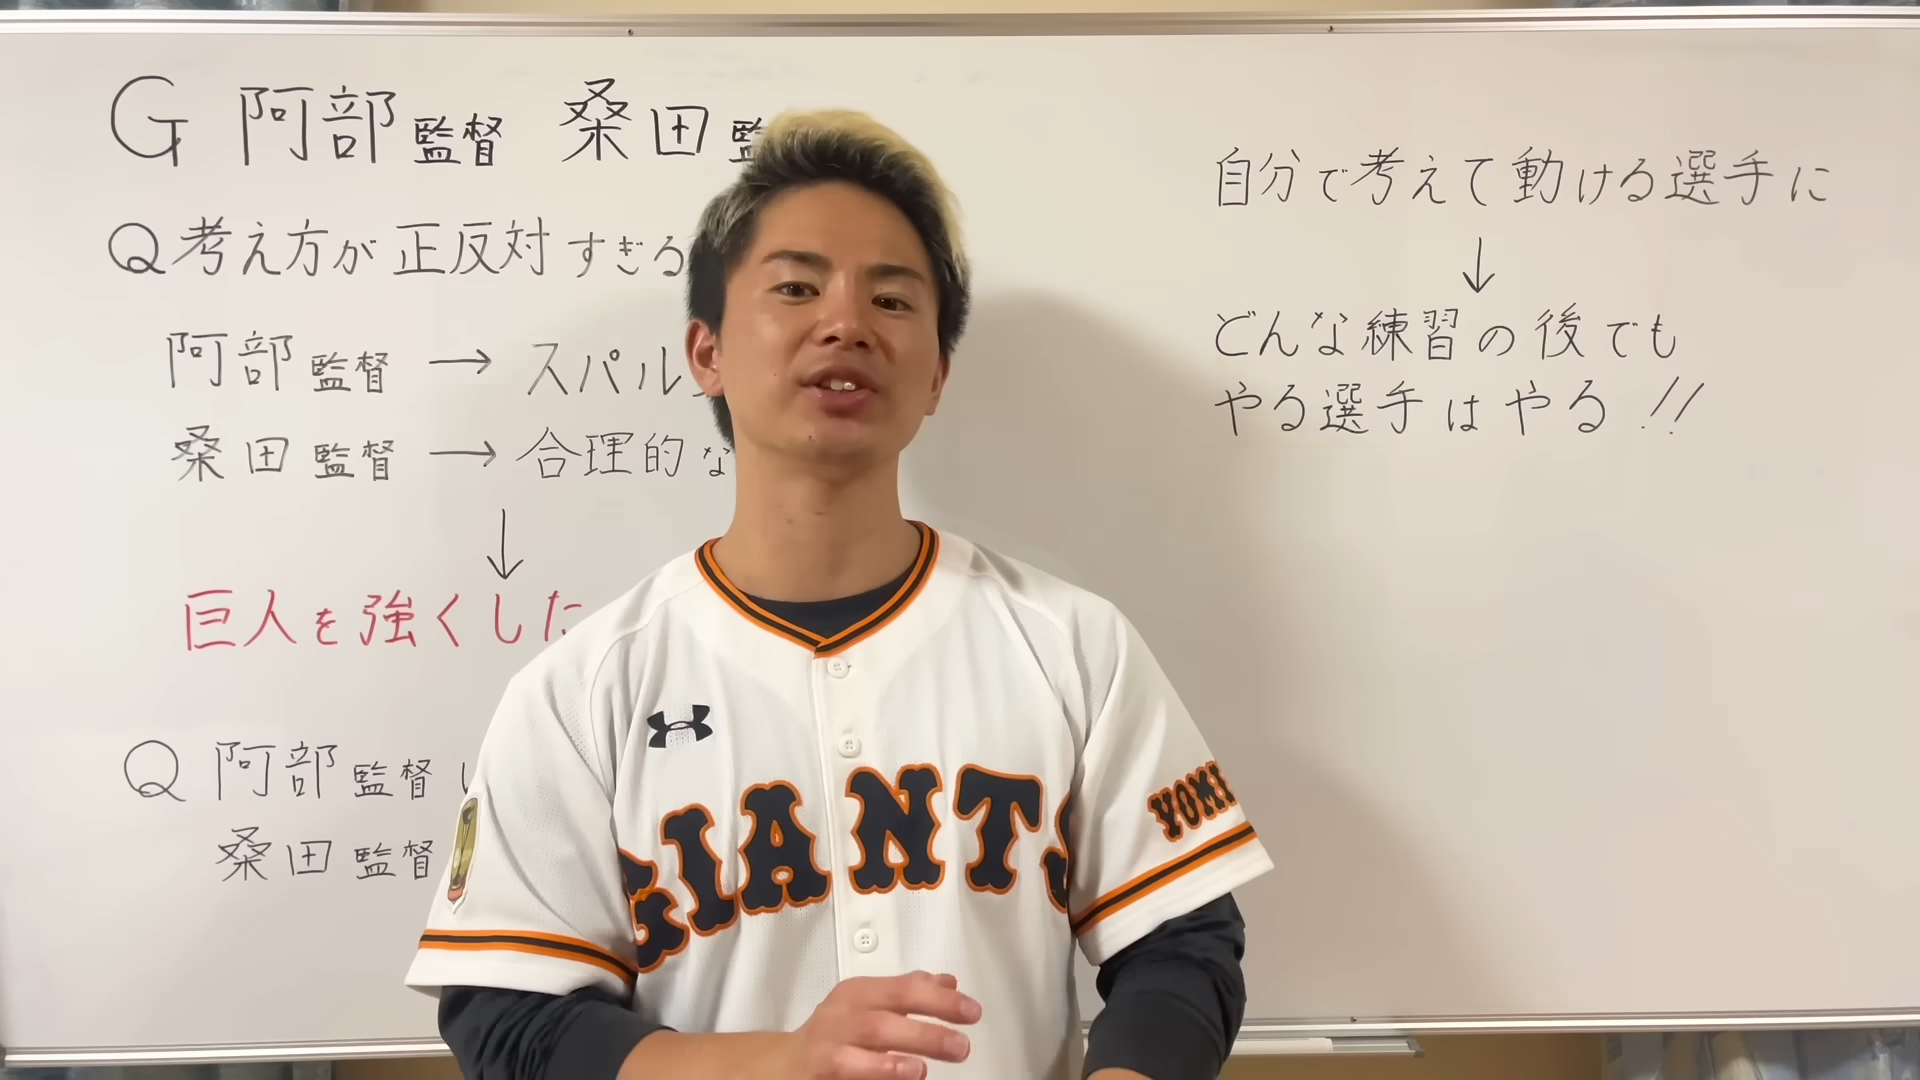 G 阿部監督 桑田監
Q 考え方が正反対すぎる
阿部監督 → スパル
桑田監督 → 合理的な
↓
巨人を強くした
Q 阿部監督
桑田監督
自分で考えて動ける選手に
↓
どんな練習の後でも
やる選手はやる!!
GIANTS
YOMI